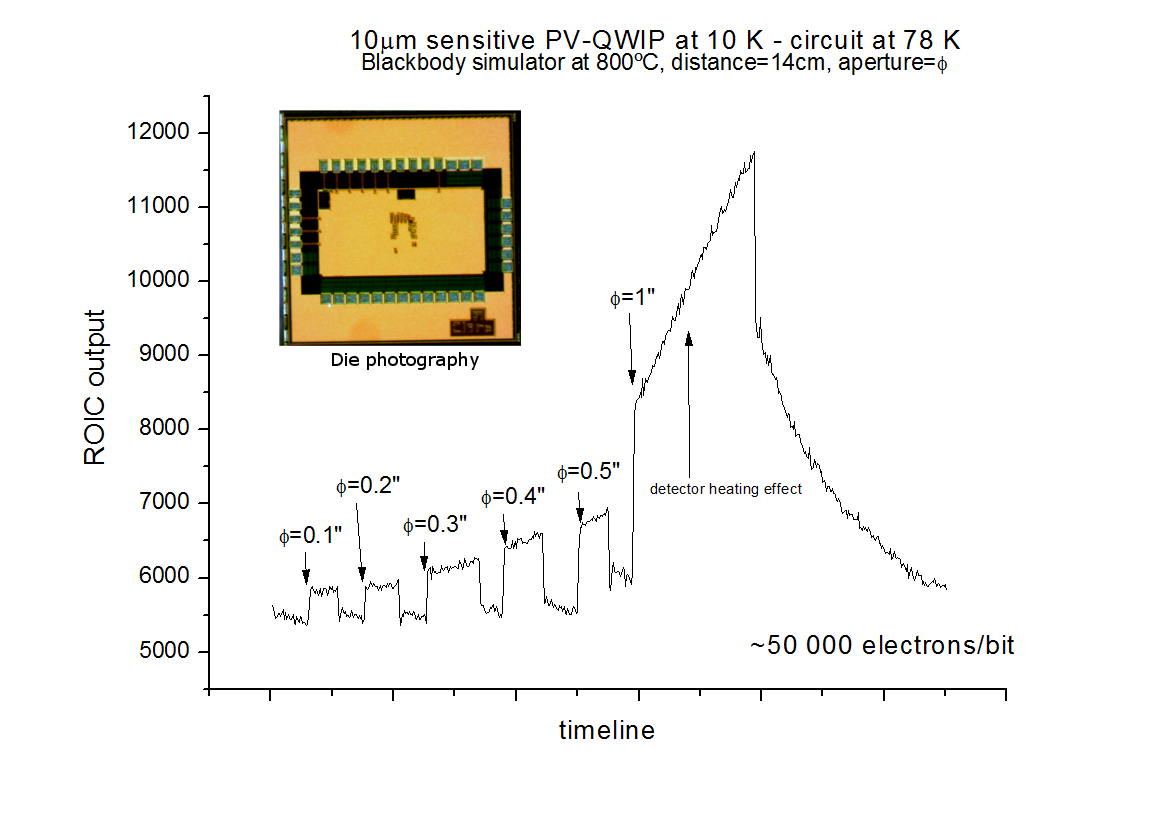 10μm sensitive PV-QWIP at 10 K - circuit at 78 K
Blackbody simulator at 800ºC, distance=14cm, aperture=ϕ
12000
11000
10000
9000
8000
7000
6000
5000
ROIC output
Die photography
ϕ=0.1"
ϕ=0.2"
ϕ=0.3"
ϕ=0.4"
ϕ=0.5"
ϕ=1"
detector heating effect
~50 000 electrons/bit
timeline